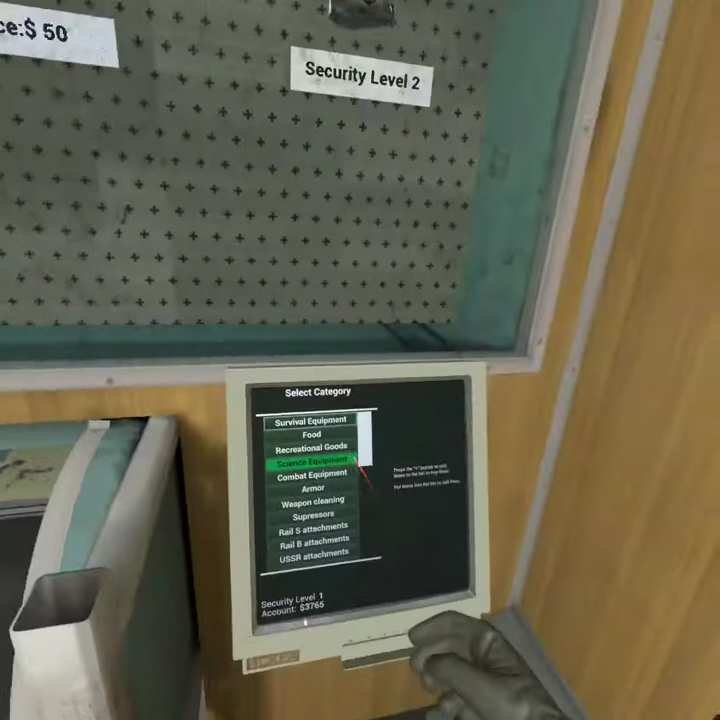 ce:$ 50
Security Level 2
Select Category
Survival Equipment
Food
Recreational Goods
Science Equipment
Combat Equipment
Armor
Weapon cleaning
Supressors
Rail S attachments
Rail B attachments
USSR attachments
Security Level 1
Account: $3765